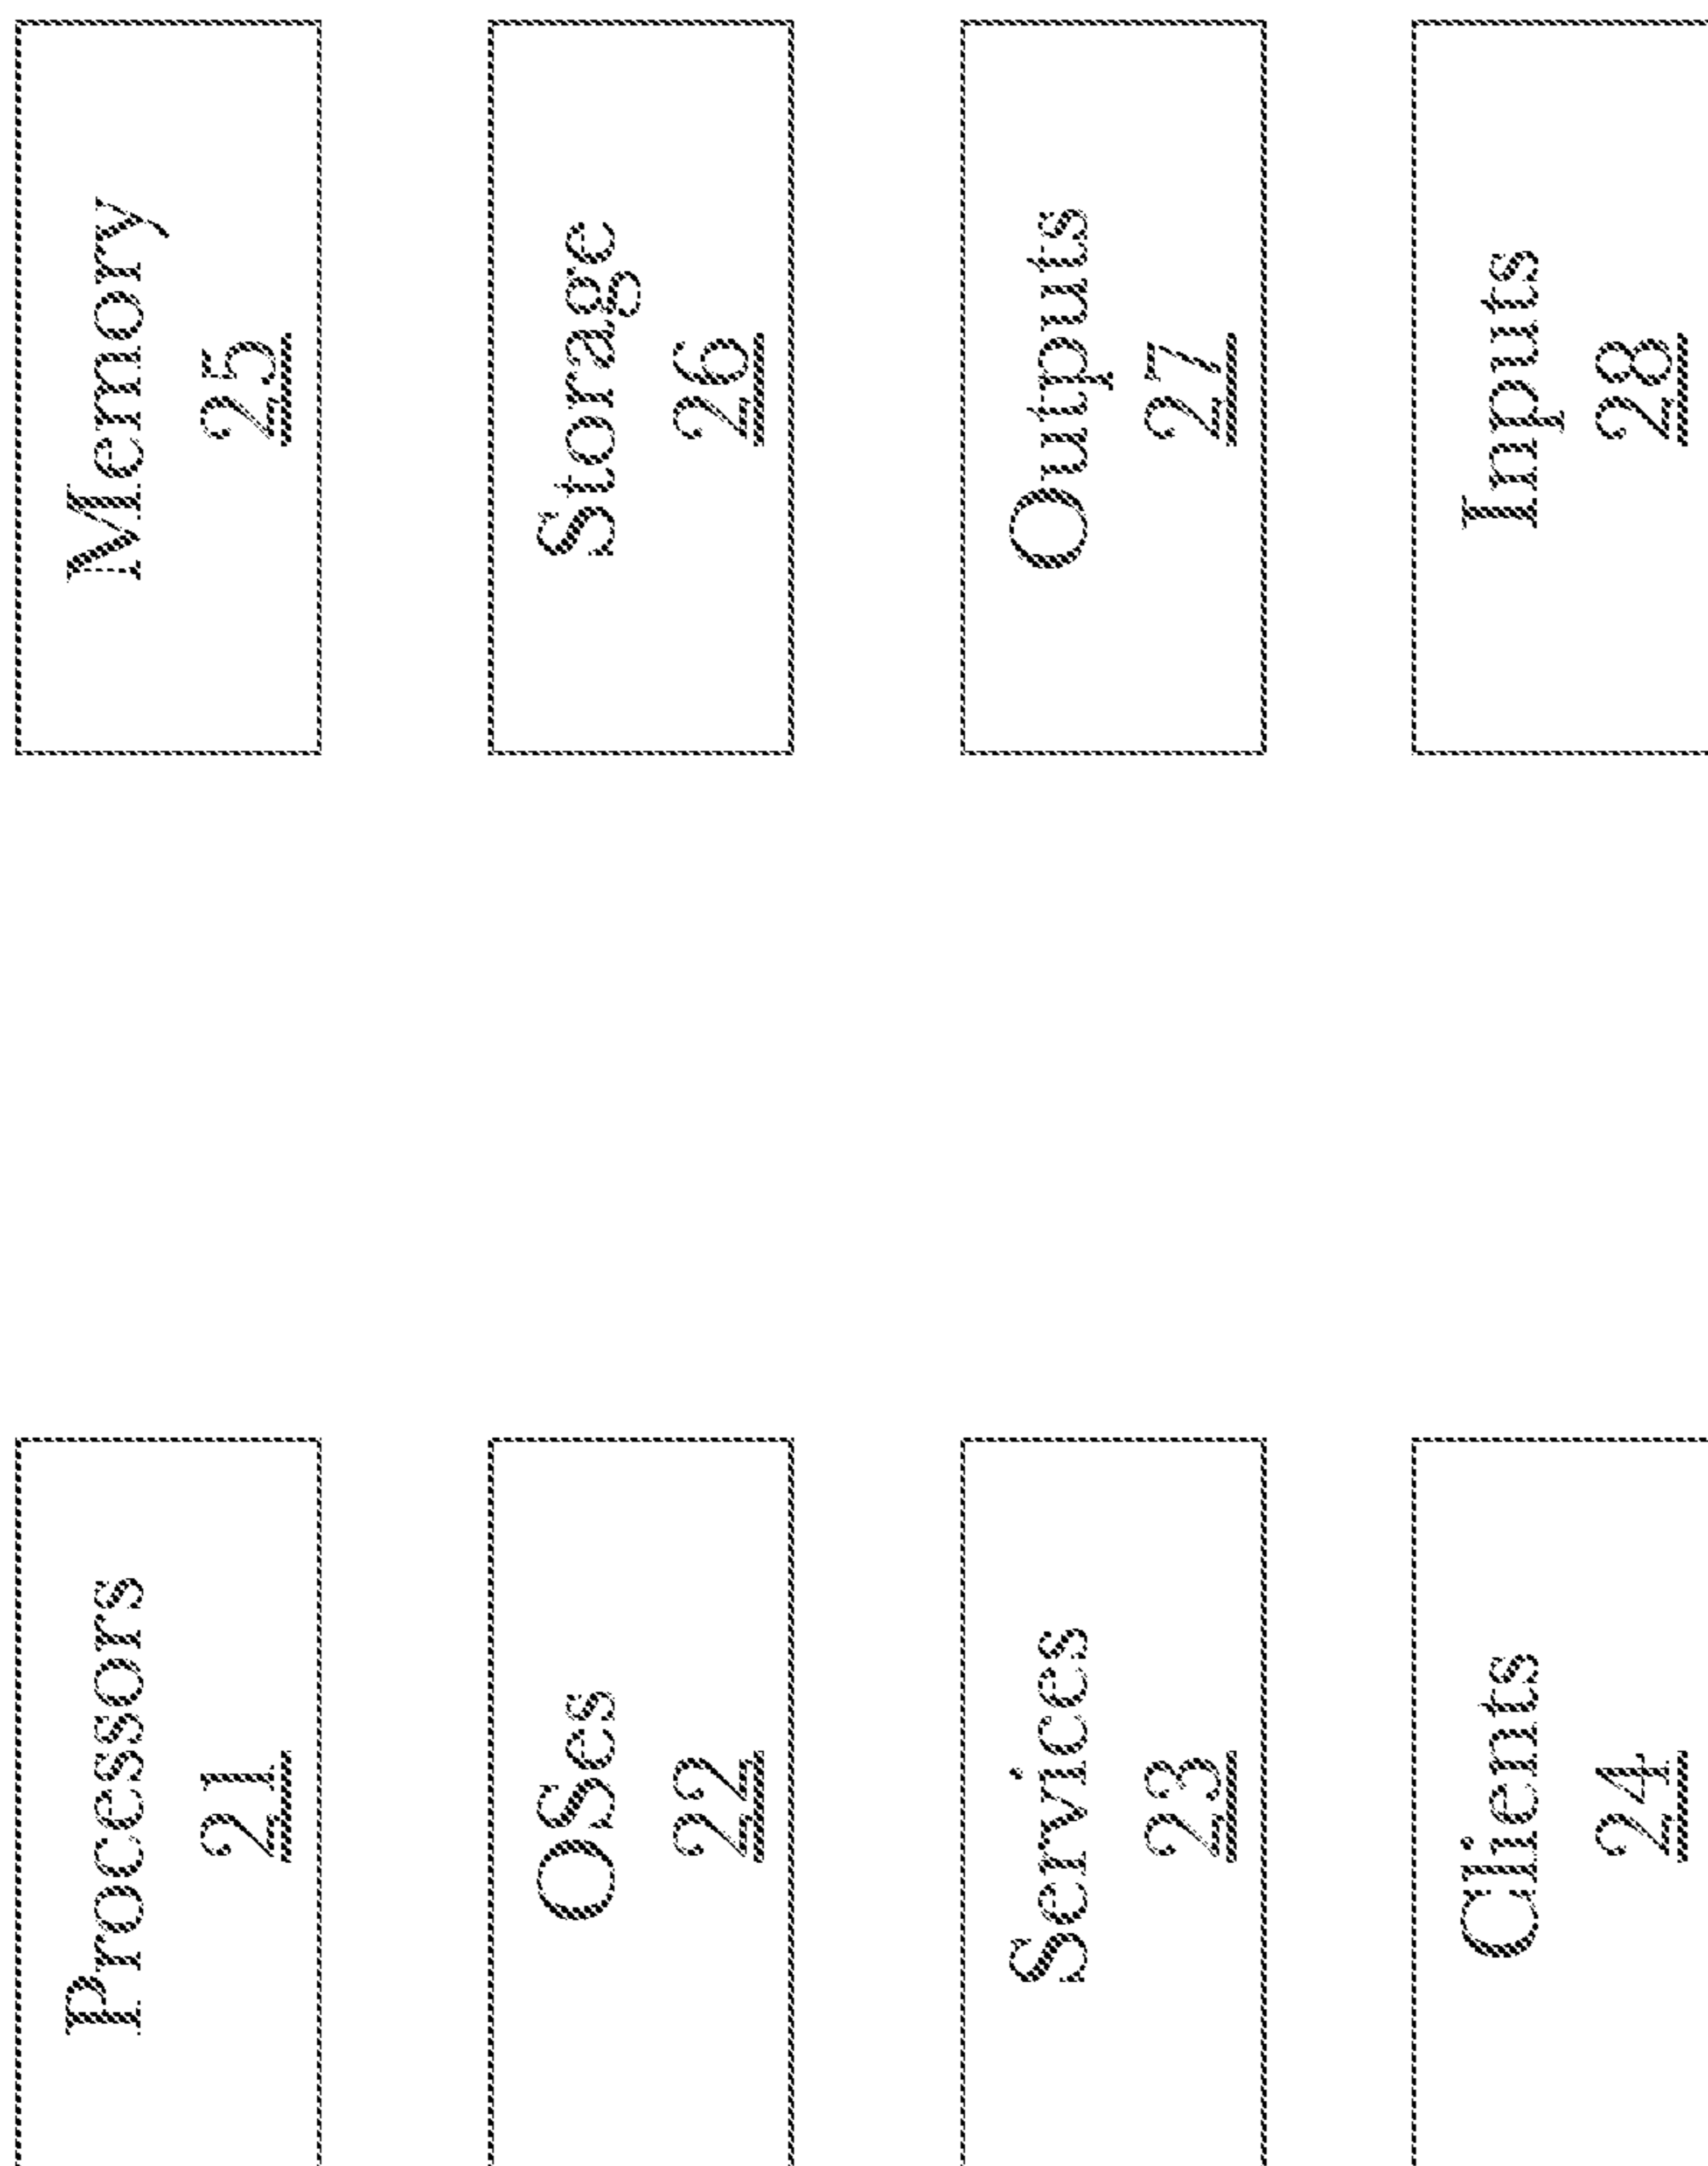 Processors
21
OSes
22
Services
23
Clients
24
Memory
25
Storage
26
Outputs
27
Inputs
28